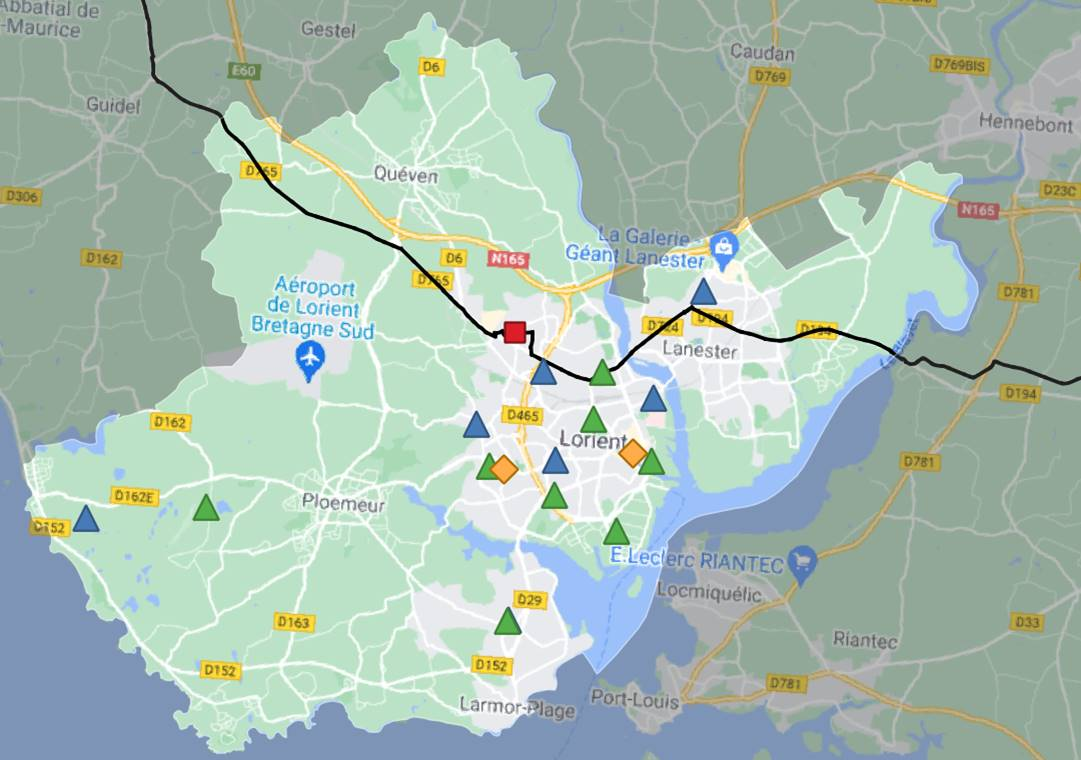 Abbatial de
-Maurice
Gestel
D6
Caudan
E60
D769
D769BIS
Guidel
Hennebont
D765
Quéven
D306
D23C
N165
La Galerie
Géant Lanester
D162
D6
N165
Aéroport
de Lorient
Bretagne Sud
D765
D781
D194
D194
Lanester
Le Blavet
D194
D162
D465
Lorient
D781
D162E
Ploemeur
D152
E.Leclerc RIANTEC
Locmiquélic
D29
D163
D33
Riantec
D152
D152
D781
Port-Louis
Larmor-Plage